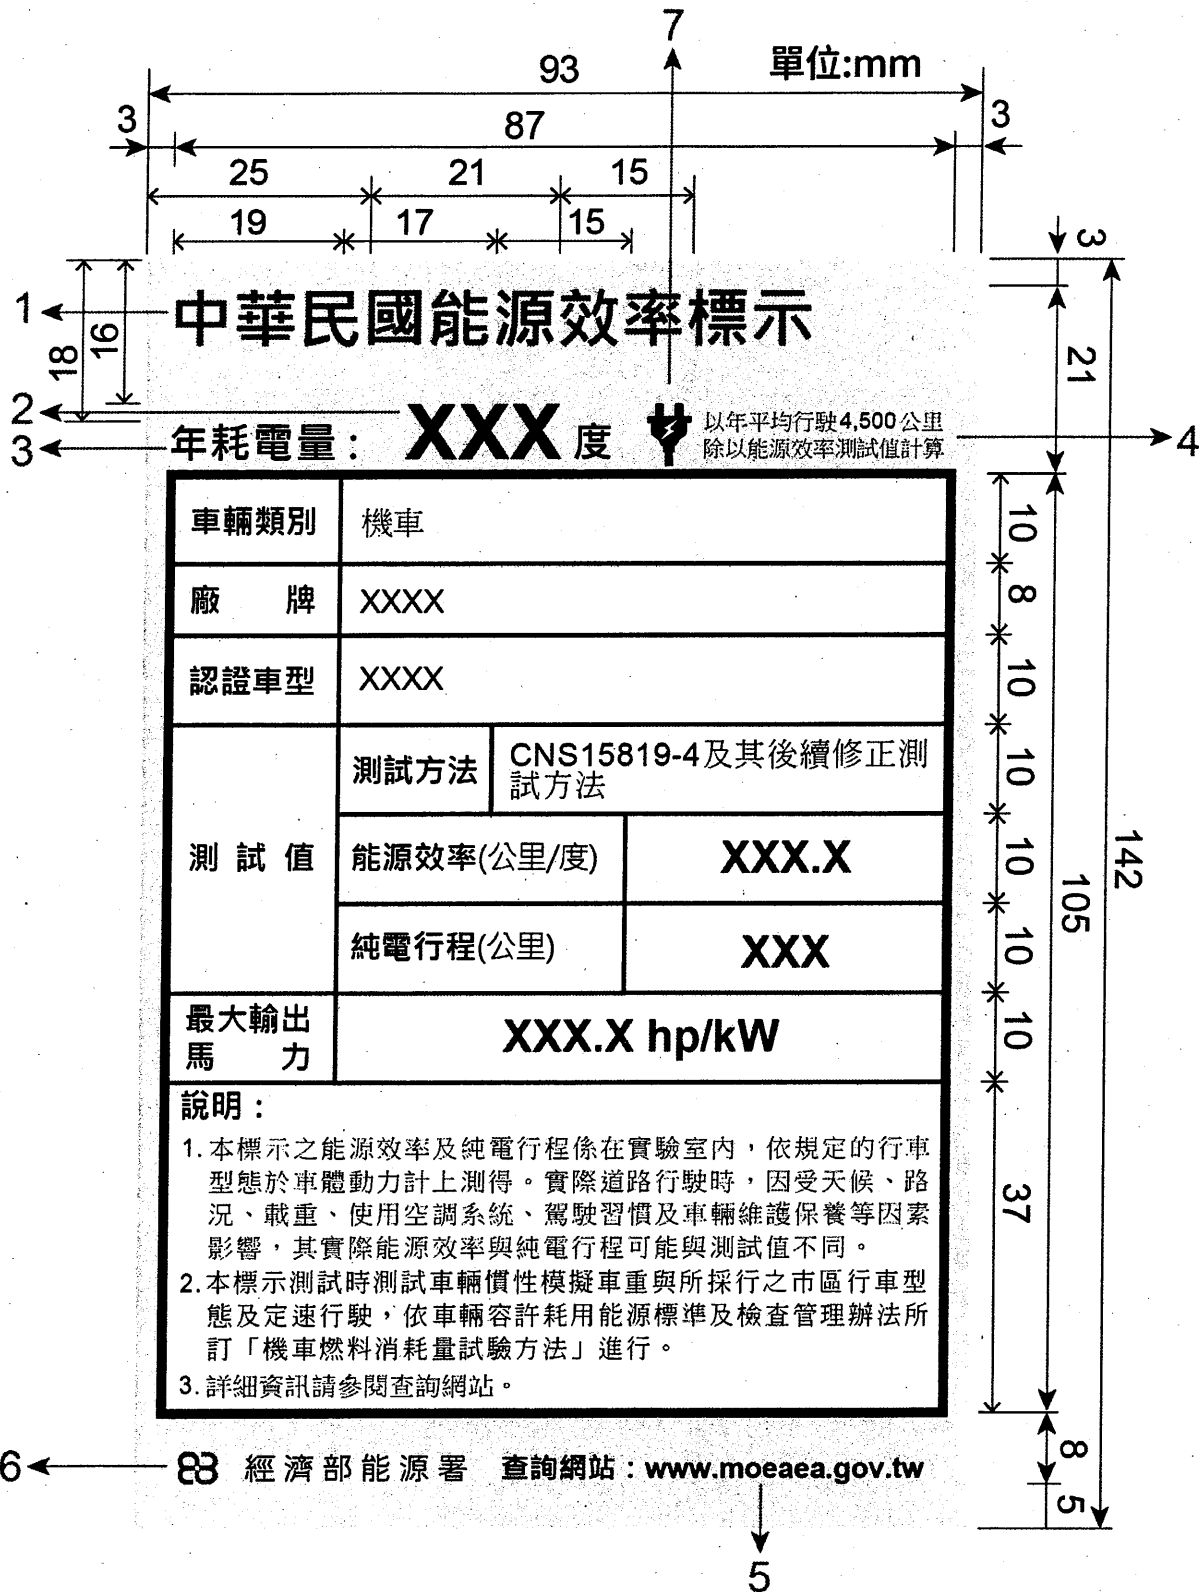 7
單位:mm
93
3 87 3
25 21 15
19 17 15
3
1 中華民國能源效率標示
18 16 21
2 XXX
3 年耗電量： 度 以年平均行駛4,500公里
除以能源效率測試值計算 4
車輛類別 機車 10
廠 牌 XXXX 8
認證車型 XXXX 10
測試值 測試方法 CNS15819-4及其後續修正測
試方法 10
能源效率(公里/度) XXX.X 10
142
105
純電行程(公里) XXX 10
最大輸出
馬 力 XXX.X hp/kW 10
說明：
1.本標示之能源效率及純電行程係在實驗室內，依規定的行車
型態於車體動力計上測得。實際道路行駛時，因受天候、路
況、載重、使用空調系統、駕駛習慣及車輛維護保養等因素
影響，其實際能源效率與純電行程可能與測試值不同。
37
2.本標示測試時測試車輛慣性模擬車重與所採行之市區行車型
態及定速行駛，依車輛容許耗用能源標準及檢查管理辦法所
訂「機車燃料消耗量試驗方法」進行。
3.詳細資訊請參閱查詢網站。
6 經濟部能源署 查詢網站：www.moeaea.gov.tw 8
5
5